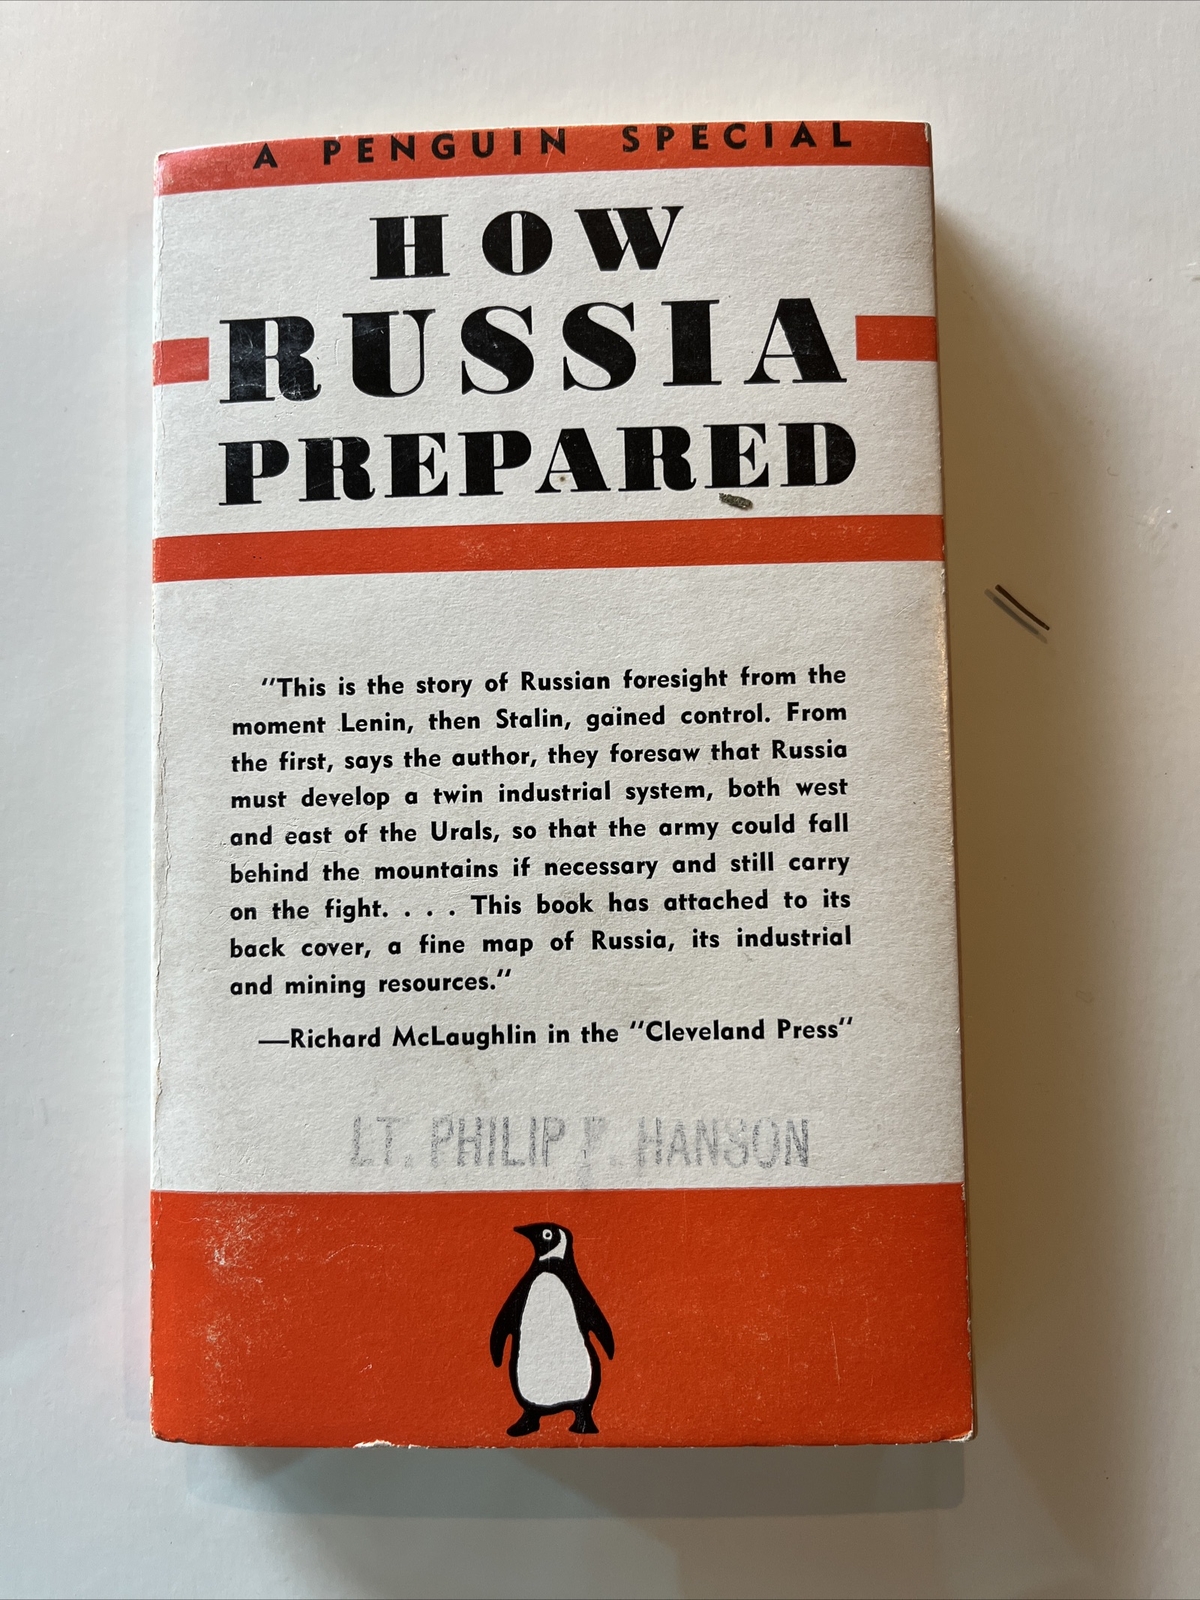 A PENGUIN SPECIAL
HOW
RUSSIA
PREPARED
"This is the story of Russian foresight from the
moment Lenin, then Stalin, gained control. From
the first, says the author, they foresaw that Russia
must develop a twin industrial system, both west
and east of the Urals, so that the army could fall
behind the mountains if necessary and still carry
on the fight. . . . This book has attached to its
back cover, a fine map of Russia, its industrial
and mining resources."
—Richard McLaughlin in the "Cleveland Press"
LT. PHILIP P. HANSON